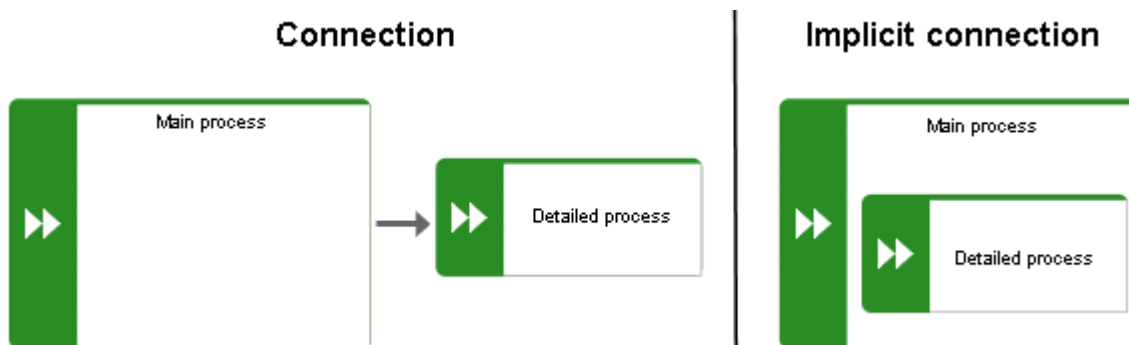 Connection
Main process
Detailed process
Implicit connection
Main process
Detailed process